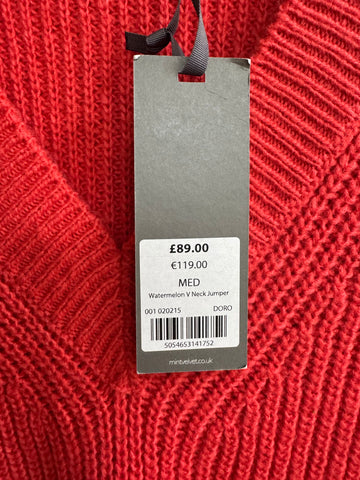 £89.00
€119.00
MED
Watermelon V Neck Jumper
001 020215 DORO
5054653141752
mintvelvet.co.uk